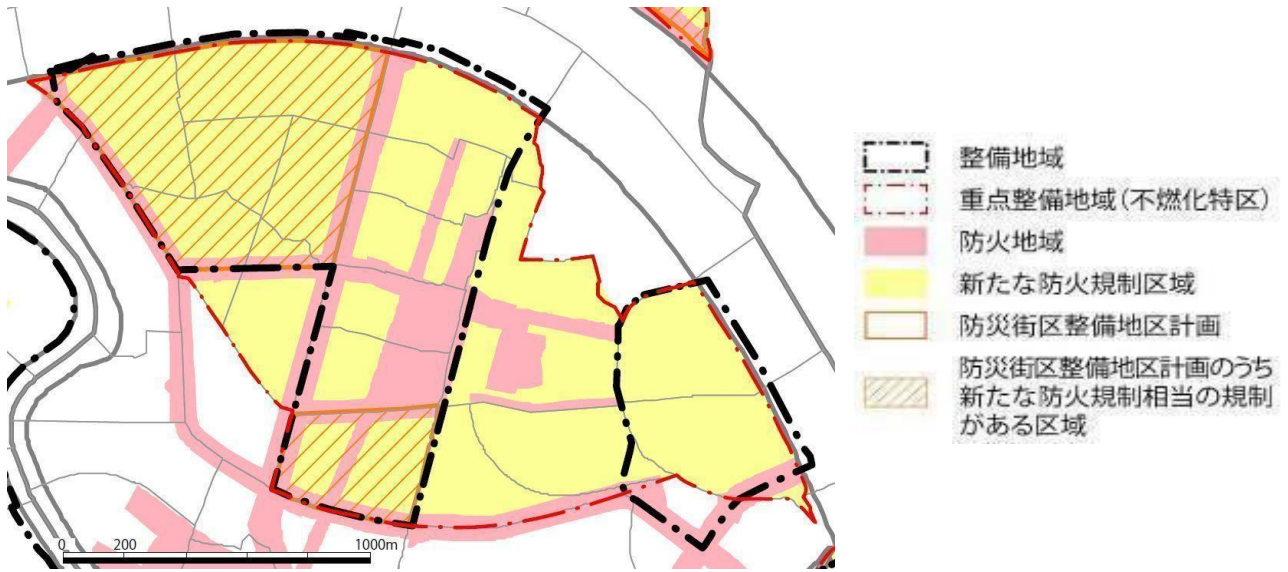 整備地域
重点整備地域(不燃化特区)
防火地域
新たな防火規制区域
防災街区整備地区計画
防災街区整備地区計画のうち
新たな防火規制相当の規制
がある区域
0 200 1000m